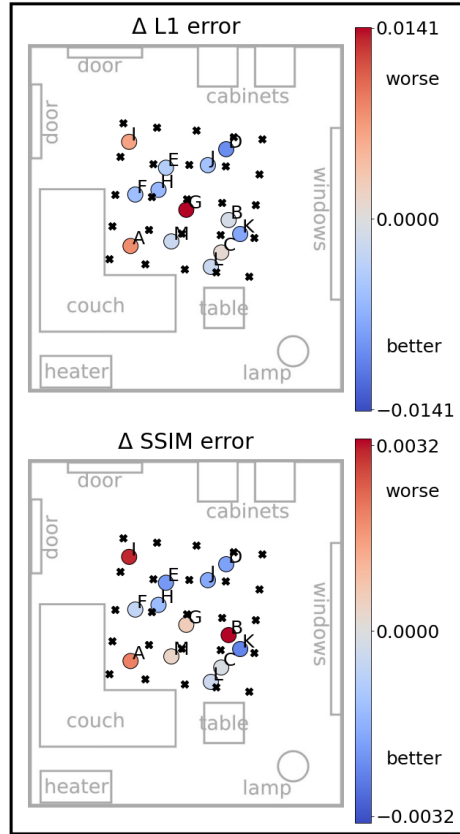 Δ L1 error
0.0141
door
worse
cabinets
door
I
D
E
J
F
H
G
windows
B
0.0000
K
A
M
C
L
couch
table
better
heater
lamp
−0.0141
Δ SSIM error
0.0032
door
worse
cabinets
door
I
D
E
J
F
H
G
windows
B
0.0000
K
A
M
C
L
couch
table
better
heater
lamp
−0.0032